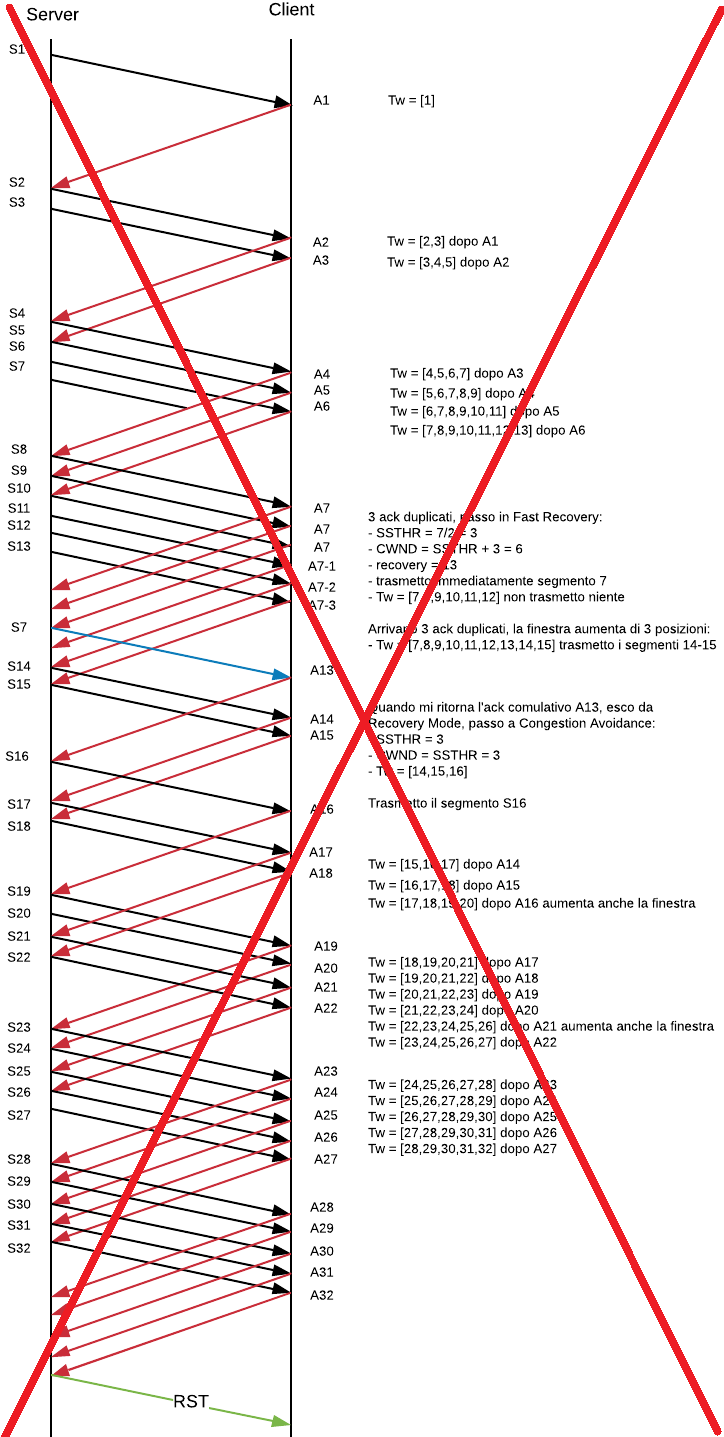 Server Client
S1
A1 Tw = [1]
S2
S3
A2 Tw = [2,3] dopo A1
A3 Tw = [3,4,5] dopo A2
S4
S5
S6
S7
A4 Tw = [4,5,6,7] dopo A3
A5 Tw = [5,6,7,8,9] dopo
A6 Tw = [6,7,8,9,10,11] dopo A5
Tw = [7,8,9,10,11,12,13] dopo A6
S8
S9
S10
S11
S12
S13
A7
A7
A7
A7-1
A7-2
A7-3
3 ack duplicati, passo in Fast Recovery:
- SSTHR = 7/2 = 3
- CWND = SSTHR + 3 = 6
- recovery = 13
- trasmetto immediatamente segmento 7
- Tw = [7,8,9,10,11,12] non trasmetto niente
S7
Arrivano 3 ack duplicati, la finestra aumenta di 3 posizioni:
- Tw = [7,8,9,10,11,12,13,14,15] trasmetto i segmenti 14-15
S14
S15
A13
A14
A15
Quando mi ritorna l'ack comulativo A13, esco da
Recovery Mode, passo a Congestion Avoidance:
- SSTHR = 3
- CWND = SSTHR = 3
- Tw = [14,15,16]
S16
A16 Trasmetto il segmento S16
S17
S18
A17
A18
Tw = [15,16,17] dopo A14
Tw = [16,17,18] dopo A15
Tw = [17,18,19,20] dopo A16 aumenta anche la finestra
S19
S20
S21
S22
A19
A20
A21
A22
Tw = [18,19,20,21] dopo A17
Tw = [19,20,21,22] dopo A18
Tw = [20,21,22,23] dopo A19
Tw = [21,22,23,24] dopo A20
Tw = [22,23,24,25,26] dopo A21 aumenta anche la finestra
Tw = [23,24,25,26,27] dopo A22
S23
S24
S25
S26
S27
A23
A24
A25
A26
A27
Tw = [24,25,26,27,28] dopo A23
Tw = [25,26,27,28,29] dopo
Tw = [26,27,28,29,30] dopo A25
Tw = [27,28,29,30,31] dopo A26
Tw = [28,29,30,31,32] dopo A27
S28
S29
S30
S31
S32
A28
A29
A30
A31
A32
RST